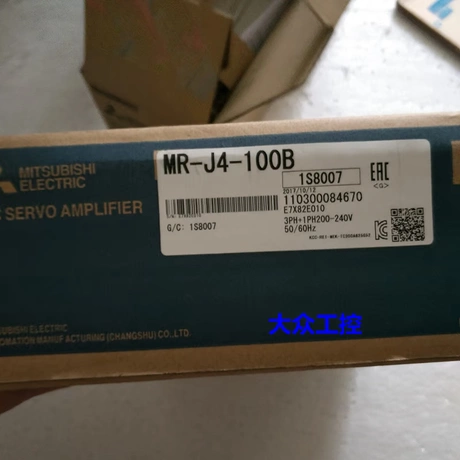 MITSUBISHI
ELECTRIC
SERVO AMPLIFIER
MR-J4-100B
1S8007
2017/10/12
110300084670
E7X82E010
3PH+1PH200-240V
50/60Hz
G/C: 1S8007
EAC
大众工控
MITSUBISHI ELECTRIC
AUTOMATION MANUFACTURING (CHANGSHU) CO.,LTD.